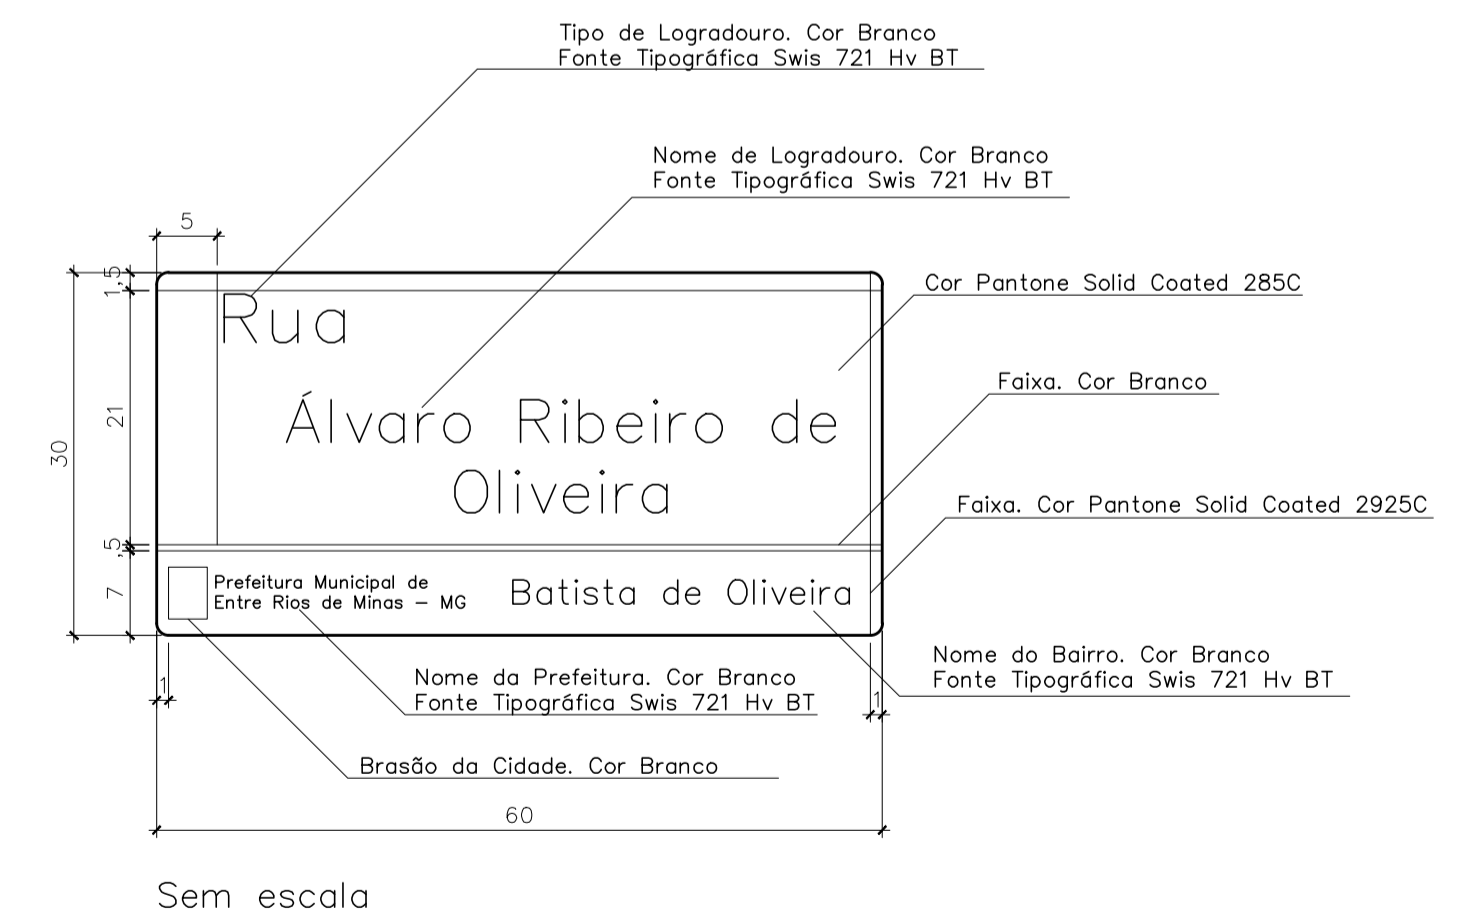 Tipo de Logradouro. Cor Branco
Fonte Tipográfica Swis 721 Hv BT
Nome de Logradouro. Cor Branco
Fonte Tipográfica Swis 721 Hv BT
5
1,5
Cor Pantone Solid Coated 285C
Rua
Faixa. Cor Branco
21
30
Álvaro Ribeiro de
Oliveira
Faixa. Cor Pantone Solid Coated 2925C
,5
7
Prefeitura Municipal de
Entre Rios de Minas – MG
Batista de Oliveira
Nome do Bairro. Cor Branco
Fonte Tipográfica Swis 721 Hv BT
1
Nome da Prefeitura. Cor Branco
Fonte Tipográfica Swis 721 Hv BT
1
Brasão da Cidade. Cor Branco
60
Sem escala